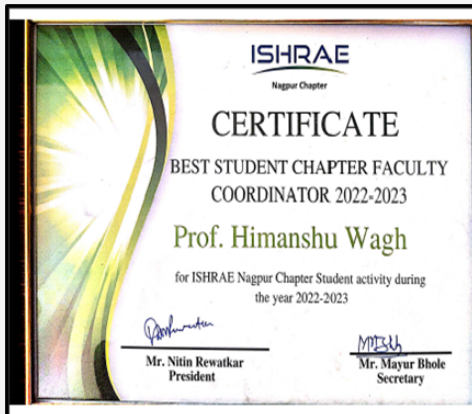 ISHRAE
Nagpur Chapter
CERTIFICATE
BEST STUDENT CHAPTER FACULTY
COORDINATOR 2022-2023
Prof. Himanshu Wagh
for ISHRAE Nagpur Chapter Student activity during
the year 2022-2023
Mr. Nitin Rewatkar
President
Mr. Mayur Bhole
Secretary